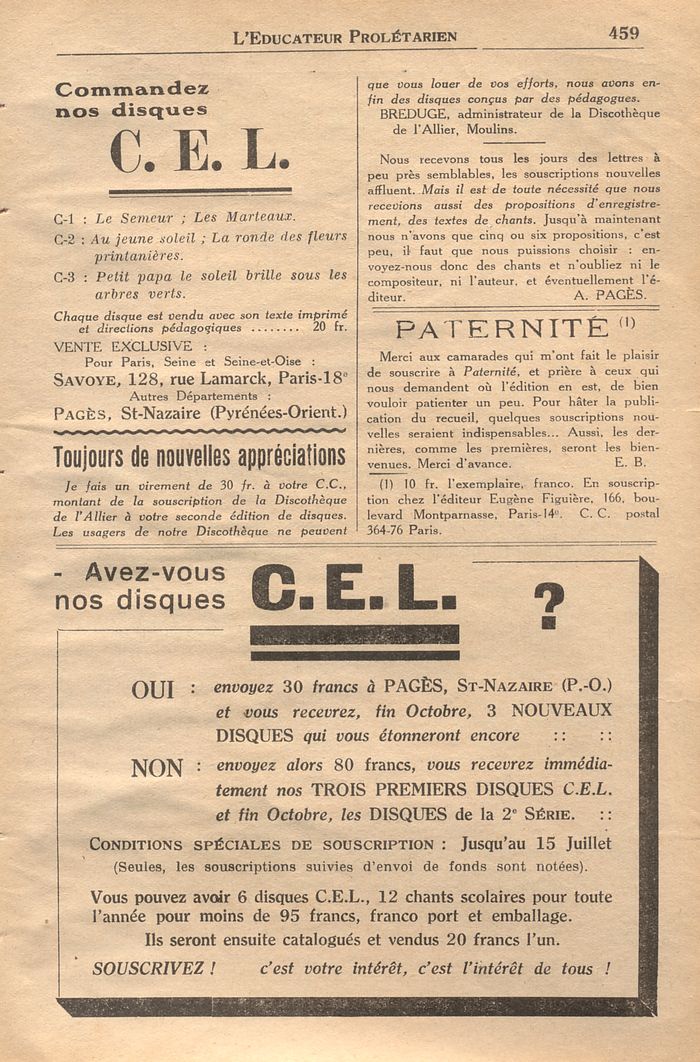 L'Educateur Prolétarien
459
Commandez
nos disques
C. E. L.
C-1 : Le Semeur ; Les Marteaux.
C-2 : Au jeune soleil ; La ronde des fleurs
printanières.
C-3 : Petit papa le soleil brille sous les
arbres verts.
Chaque disque est vendu avec son texte imprimé
et directions pédagogiques ........ 20 fr.
VENTE EXCLUSIVE :
Pour Paris, Seine et Seine-et-Oise :
SAVOYE, 128, rue Lamarck, Paris-18e
Autres Départements :
PAGÈS, St-Nazaire (Pyrénées-Orient.)
Toujours de nouvelles appréciations
Je fais un virement de 30 fr. à votre C.C.,
montant de la souscription de la Discothèque
de l'Allier à votre seconde édition de disques.
Les usagers de notre Discothèque ne peuvent
que vous louer de vos efforts, nous avons en-
fin des disques conçus par des pédagogues.
BREDUGE, administrateur de la Discothèque
de l'Allier, Moulins.
Nous recevons tous les jours des lettres à
peu près semblables, les souscriptions nouvelles
affluent. Mais il est de toute nécessité que nous
recevions aussi des propositions d'enregistre-
ment, des textes de chants. Jusqu'à maintenant
nous n'avons que cinq ou six propositions, c'est
peu, il faut que nous puissions choisir : en-
voyez-nous donc des chants et n'oubliez ni le
compositeur, ni l'auteur, et éventuellement l'é-
diteur. A. PAGÈS.
PATERNITÉ (1)
Merci aux camarades qui m'ont fait le plaisir
de souscrire à Paternité, et prière à ceux qui
nous demandent où l'édition en est, de bien
vouloir patienter un peu. Pour hâter la publi-
cation du recueil, quelques souscriptions nou-
velles seraient indispensables... Aussi, les der-
nières, comme les premières, seront les bien-
venues. Merci d'avance. E. B.
(1) 10 fr. l'exemplaire, franco. En souscrip-
tion chez l'éditeur Eugène Figuière, 166, bou-
levard Montparnasse, Paris-14e. C. C. postal
364-76 Paris.
- Avez-vous
nos disques C.E.L. ?
OUI : envoyez 30 francs à PAGÈS, ST-NAZAIRE (P.-O.)
et vous recevrez, fin Octobre, 3 NOUVEAUX
DISQUES qui vous étonneront encore :: ::
NON : envoyez alors 80 francs, vous recevrez immédia-
tement nos TROIS PREMIERS DISQUES C.E.L.
et fin Octobre, les DISQUES de la 2e SÉRIE. ::
CONDITIONS SPÉCIALES DE SOUSCRIPTION : Jusqu'au 15 Juillet
(Seules, les souscriptions suivies d'envoi de fonds sont notées).
Vous pouvez avoir 6 disques C.E.L., 12 chants scolaires pour toute
l'année pour moins de 95 francs, franco port et emballage.
Ils seront ensuite catalogués et vendus 20 francs l'un.
SOUSCRIVEZ ! c'est votre intérêt, c'est l'intérêt de tous !